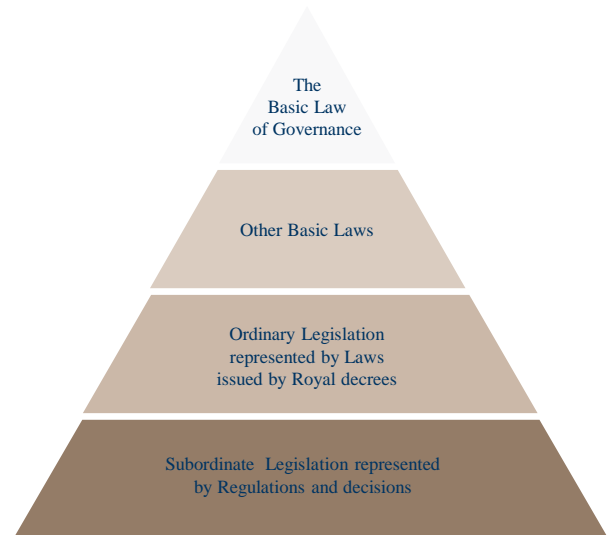 The
Basic Law
of Governance
Other Basic Laws
Ordinary Legislation
represented by Laws
issued by Royal decrees
Subordinate Legislation represented
by Regulations and decisions